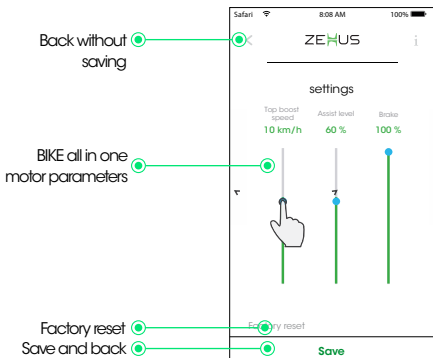 Safari 8:08 AM 100%
Back without
saving
ZEHUS
i
settings
Top boost
speed
Assist level
Brake
10 km/h
60 %
100 %
BIKE all in one
motor parameters
Factory reset
Factory reset
Save and back
Save